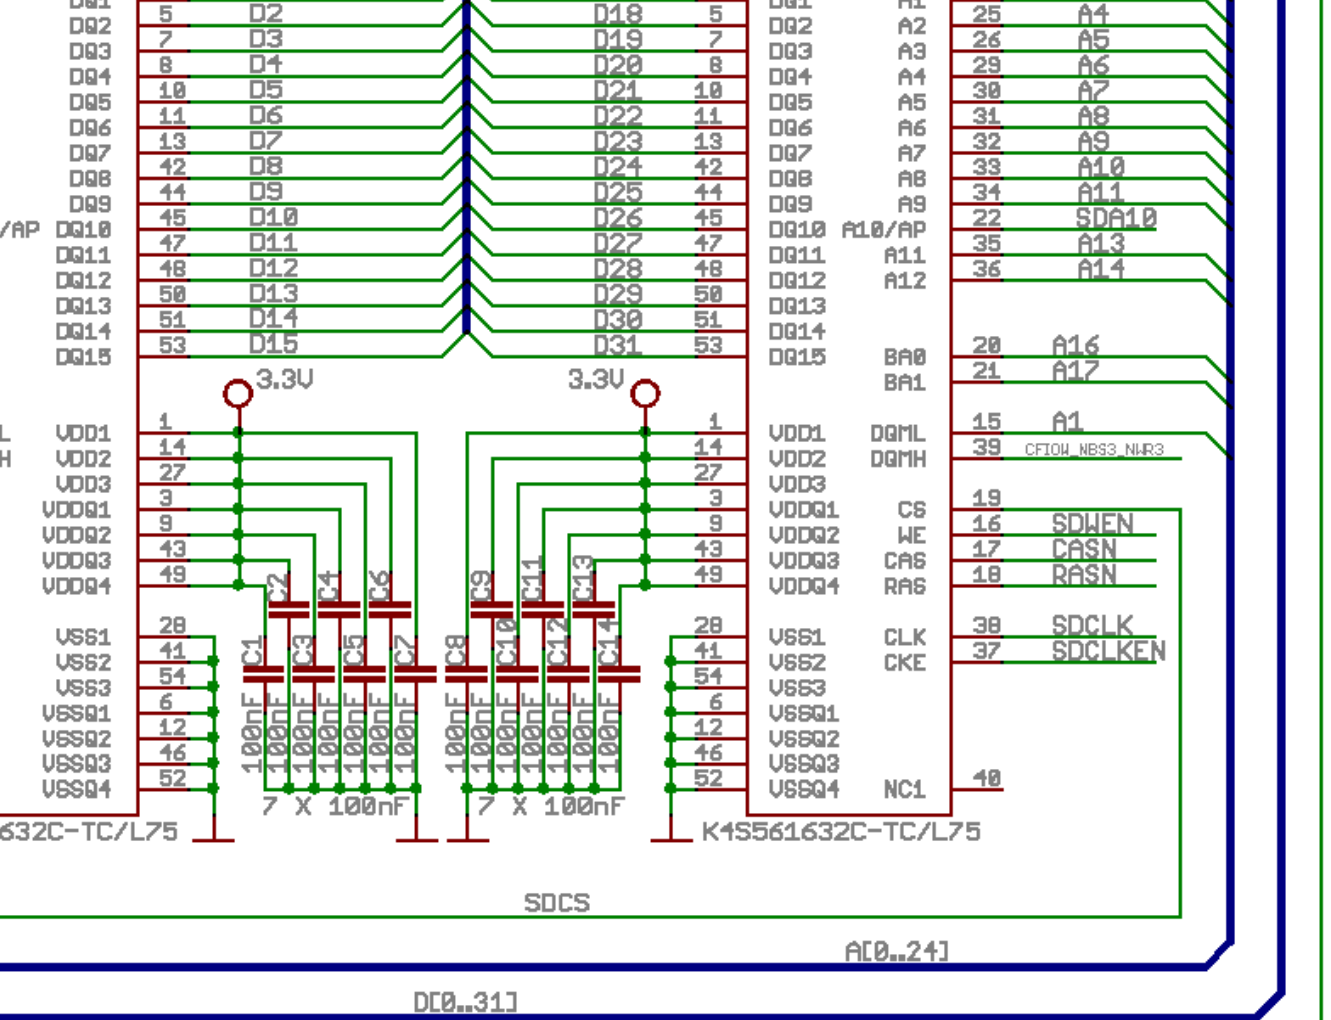 DQ1 DQ1 A1
5 D2 D18 5 25 A4
DQ2 DQ2 A2
7 D3 D19 7 26 A5
DQ3 DQ3 A3
8 D4 D20 8 29 A6
DQ4 DQ4 A4
10 D5 D21 10 30 A7
DQ5 DQ5 A5
11 D6 D22 11 31 A8
DQ6 DQ6 A6
13 D7 D23 13 32 A9
DQ7 DQ7 A7
42 D8 D24 42 33 A10
DQ8 DQ8 A8
44 D9 D25 44 34 A11
DQ9 DQ9 A9
45 D10 D26 45 22 SDA10
/AP DQ10 DQ10 A10/AP
47 D11 D27 47 35 A13
DQ11 DQ11 A11
48 D12 D28 48 36 A14
DQ12 DQ12 A12
50 D13 D29 50
DQ13 DQ13
51 D14 D30 51
DQ14 DQ14
53 D15 D31 53 20 A16
DQ15 DQ15 BA0
21 A17
3.3V 3.3V BA1
1 1 15 A1
L VDD1 VDD1 DQML
14 14 39 CFIOW_NBS3_NWR3
H VDD2 VDD2 DQMH
27 27
VDD3 VDD3
3 3 19
VDDQ1 VDDQ1 CS
9 9 16 SDWEN
VDDQ2 VDDQ2 WE
43 43 17 CASN
VDDQ3 VDDQ3 CAS
49 49 18 RASN
VDDQ4 VDDQ4 RAS
C2 C4 C6 C9 C11 C13
28 28 38 SDCLK
VSS1 VSS1 CLK
41 41 37 SDCLKEN
VSS2 VSS2 CKE
C1 C3 C5 C7 C8 C10 C12 C14
54 54
VSS3 VSS3
6 6
VSSQ1 VSSQ1
12 12
VSSQ2 VSSQ2
100nF 100nF 100nF 100nF 100nF 100nF 100nF 100nF 100nF 100nF 100nF 100nF 100nF 100nF
46 46
VSSQ3 VSSQ3
52 52 40
VSSQ4 VSSQ4 NC1
7 X 100nF 7 X 100nF
632C-TC/L75 K4S561632C-TC/L75
SDCS
A[0..24]
D[0..31]